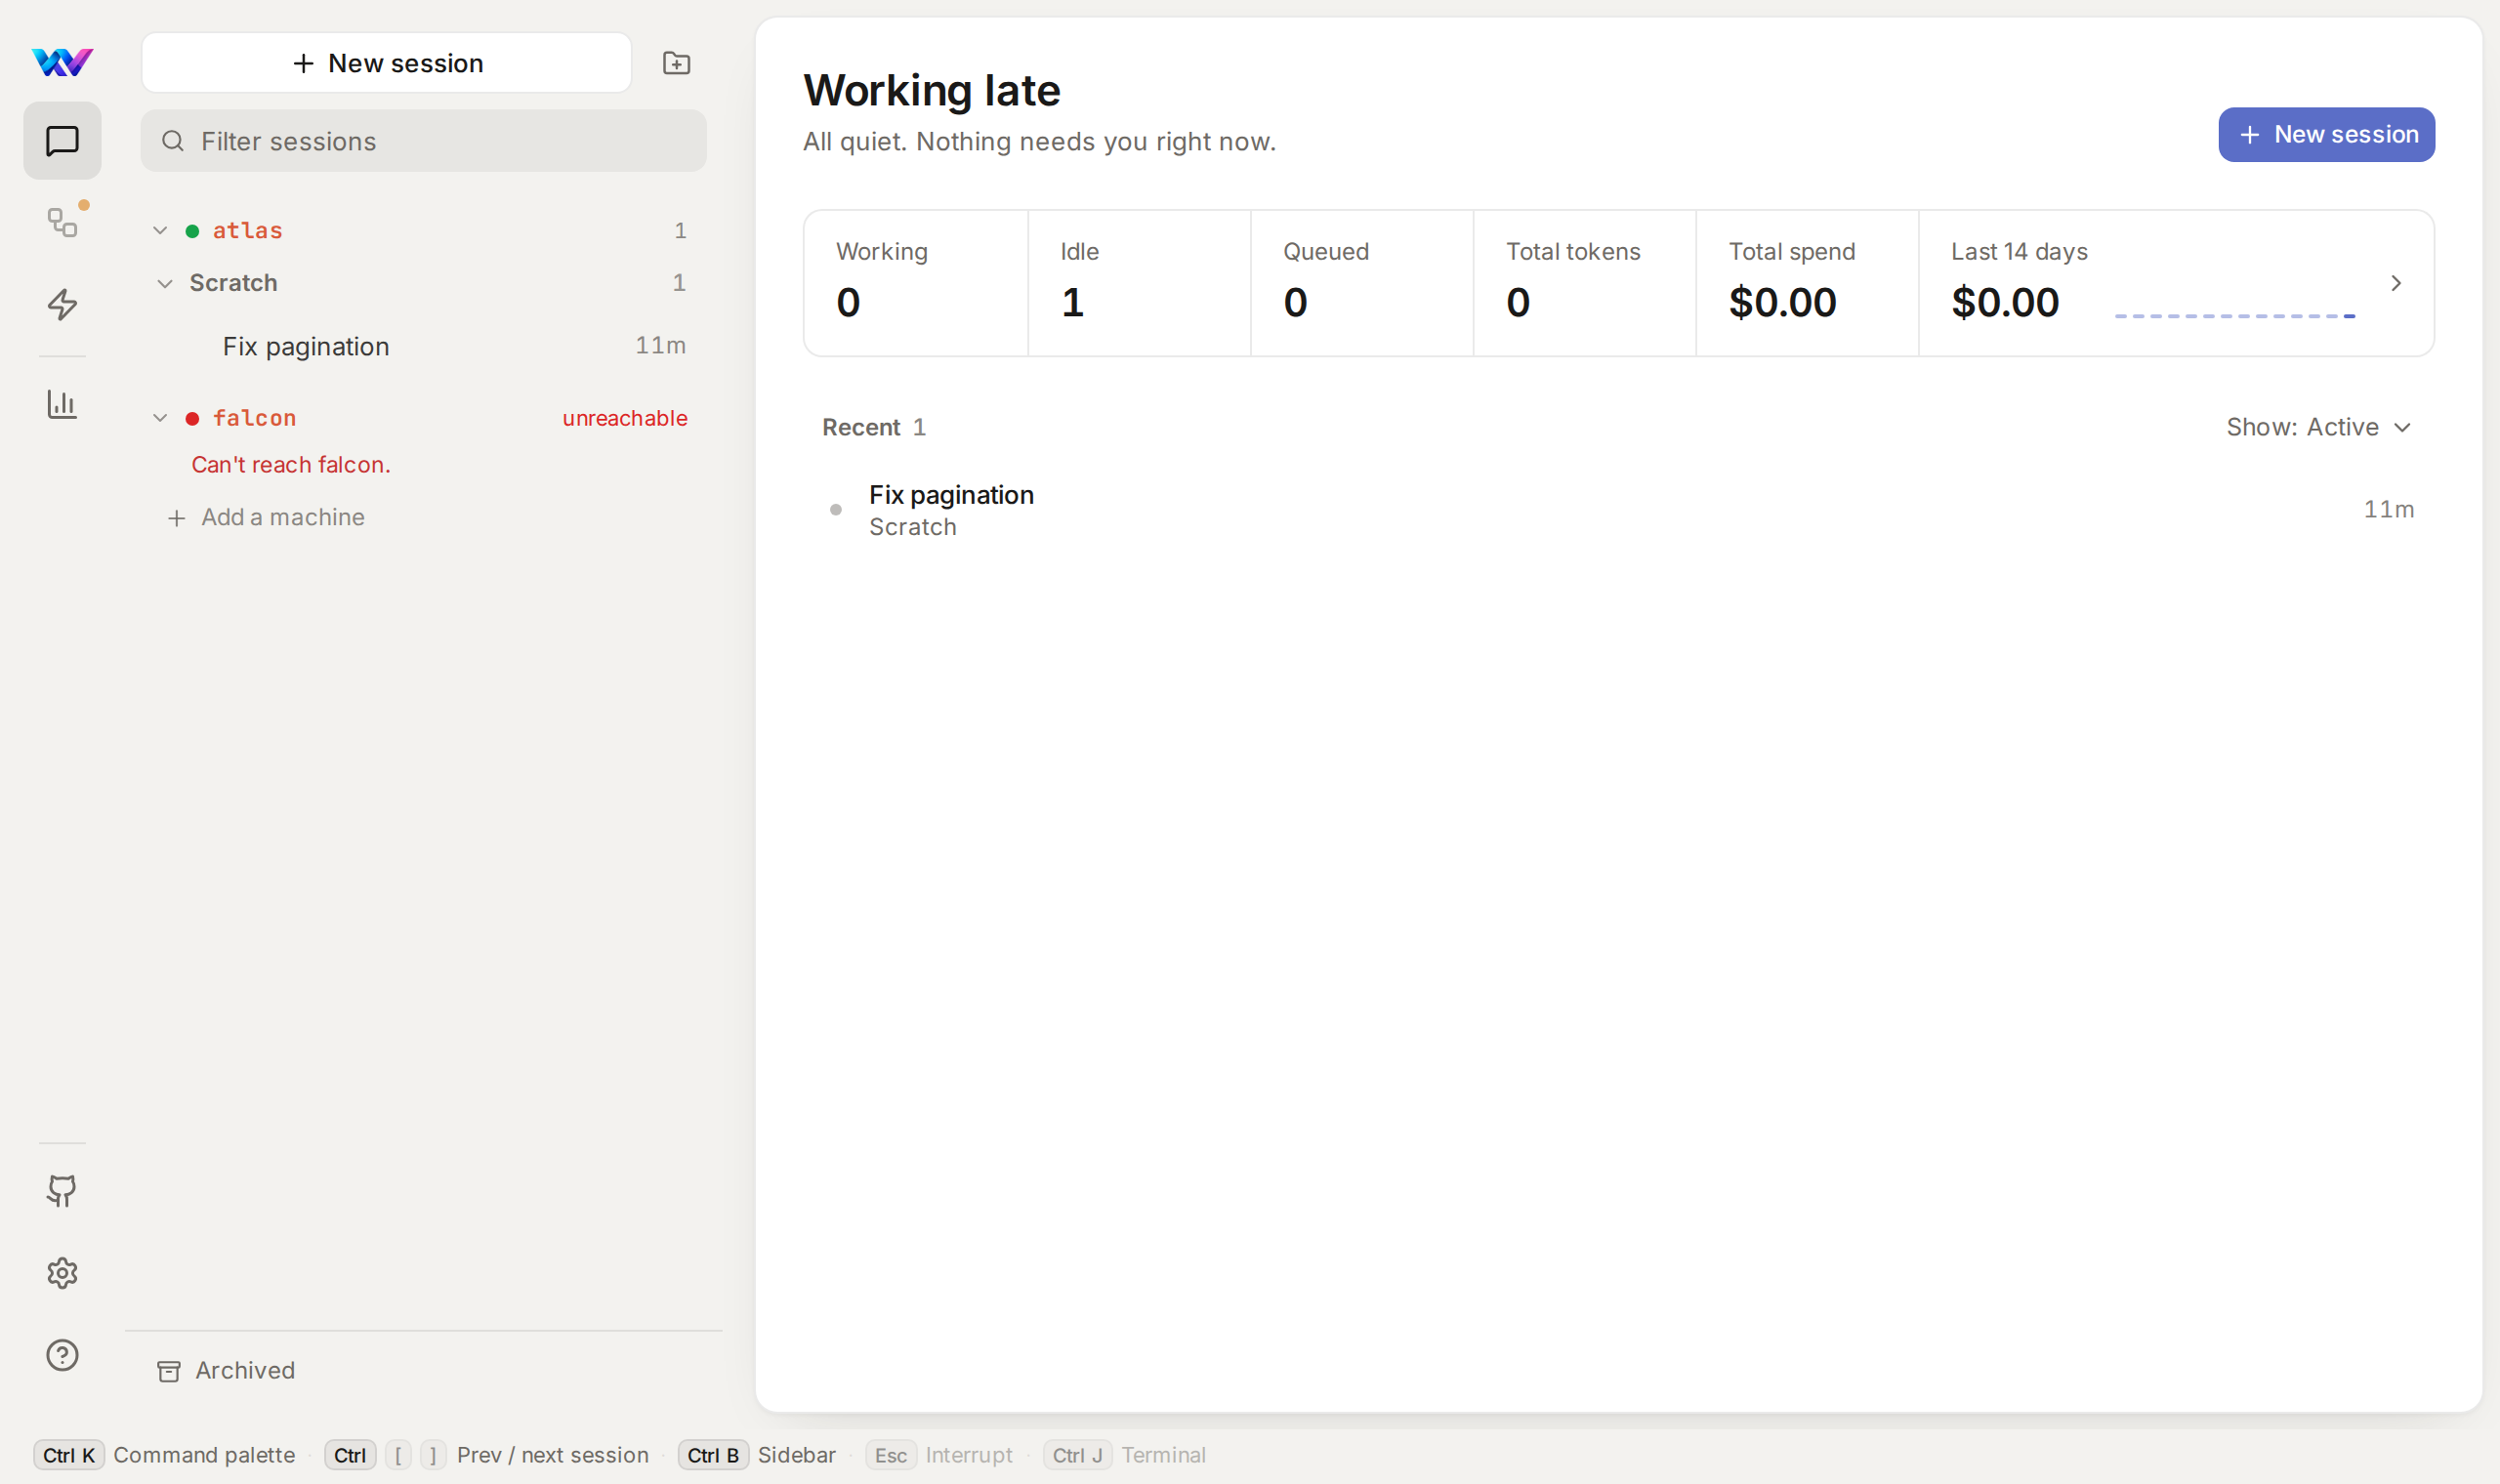 New session
Filter sessions
atlas 1
Scratch 1
Fix pagination 11m
falcon unreachable
Can't reach falcon.
Add a machine
Archived
Working late
All quiet. Nothing needs you right now.
New session
Working Idle Queued Total tokens Total spend Last 14 days
0 1 0 0 $0.00 $0.00
Recent 1 Show: Active
Fix pagination
Scratch
11m
Ctrl K Command palette · Ctrl [ ] Prev / next session · Ctrl B Sidebar · Esc Interrupt · Ctrl J Terminal